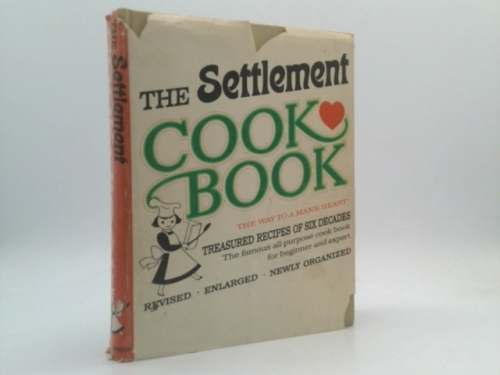 THE Settlement
THE Settlement
COOK
BOOK
"THE WAY TO A MAN'S HEART"
TREASURED RECIPES OF SIX DECADES
The famous all-purpose cook book
for beginner and expert
REVISED · ENLARGED · NEWLY ORGANIZED